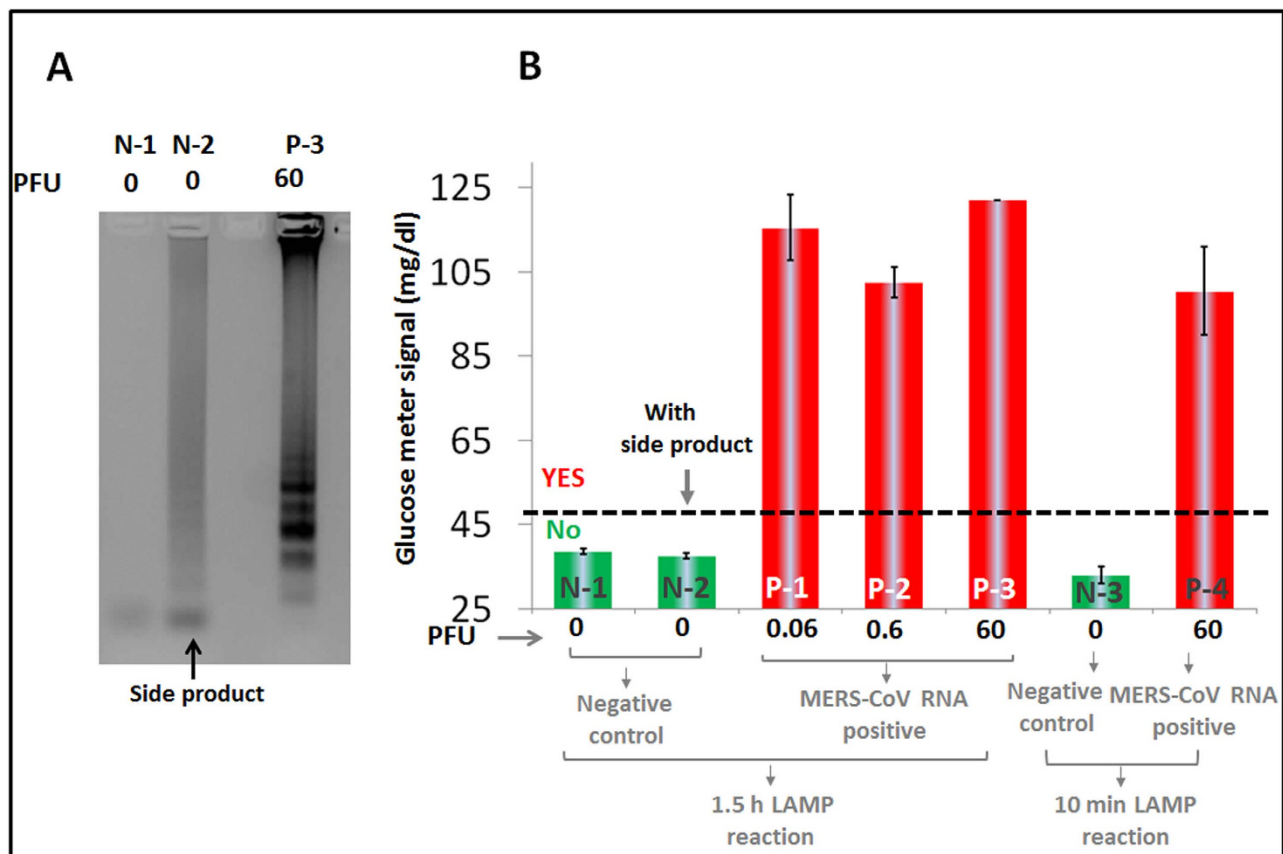 A
N-1 N-2 P-3
PFU 0 0 60
Side product
B
Glucose meter signal (mg/dl)
125
105
85
65
45
25
With
side product
YES
No
N-1 N-2 P-1 P-2 P-3 N-3 P-4
PFU 0 0 0.06 0.6 60 0 60
Negative
control
MERS-CoV RNA
positive
Negative
control
MERS-CoV RNA
positive
1.5 h LAMP
reaction
10 min LAMP
reaction